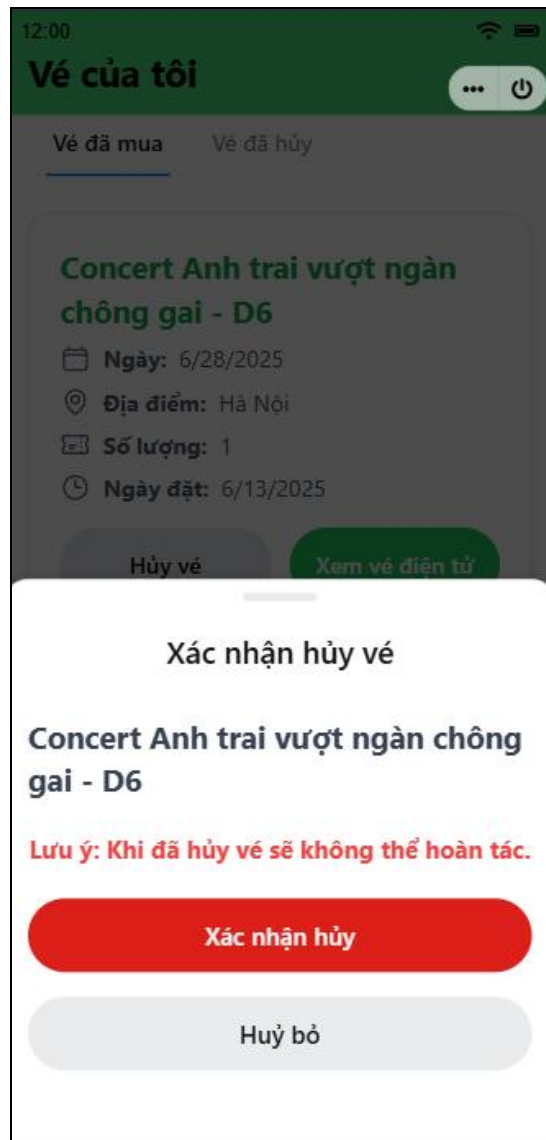 12:00
Vé của tôi
Vé đã mua Vé đã hủy
Concert Anh trai vượt ngàn
chông gai - D6
Ngày: 6/28/2025
Địa điểm: Hà Nội
Số lượng: 1
Ngày đặt: 6/13/2025
Hủy vé Xem vé điện tử
Xác nhận hủy vé
Concert Anh trai vượt ngàn chông
gai - D6
Lưu ý: Khi đã hủy vé sẽ không thể hoàn tác.
Xác nhận hủy
Huỷ bỏ